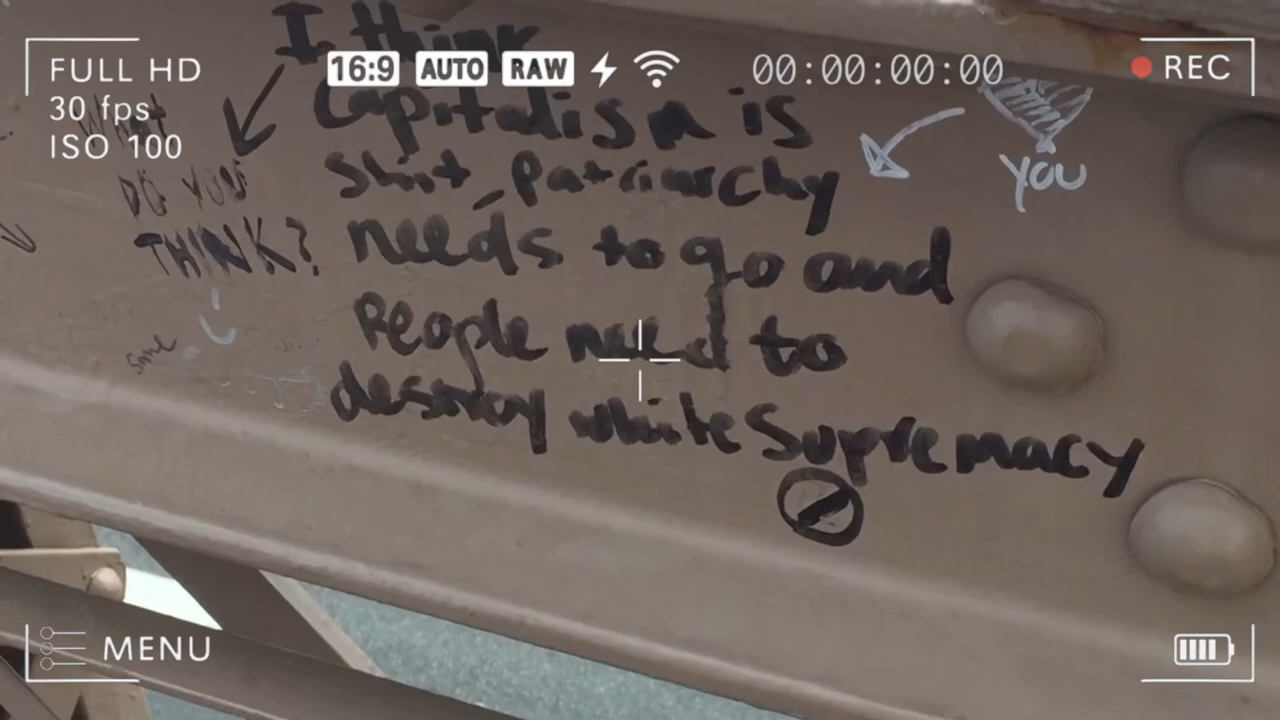 FULL HD
30 fps
ISO 100
16:9 AUTO RAW
00:00:00:00
REC
I think
Capitalism is
shit, patriarchy
needs to go and
People need to
destroy white Supremacy
WHAT
DO YOU
THINK?
YOU
Same
MENU